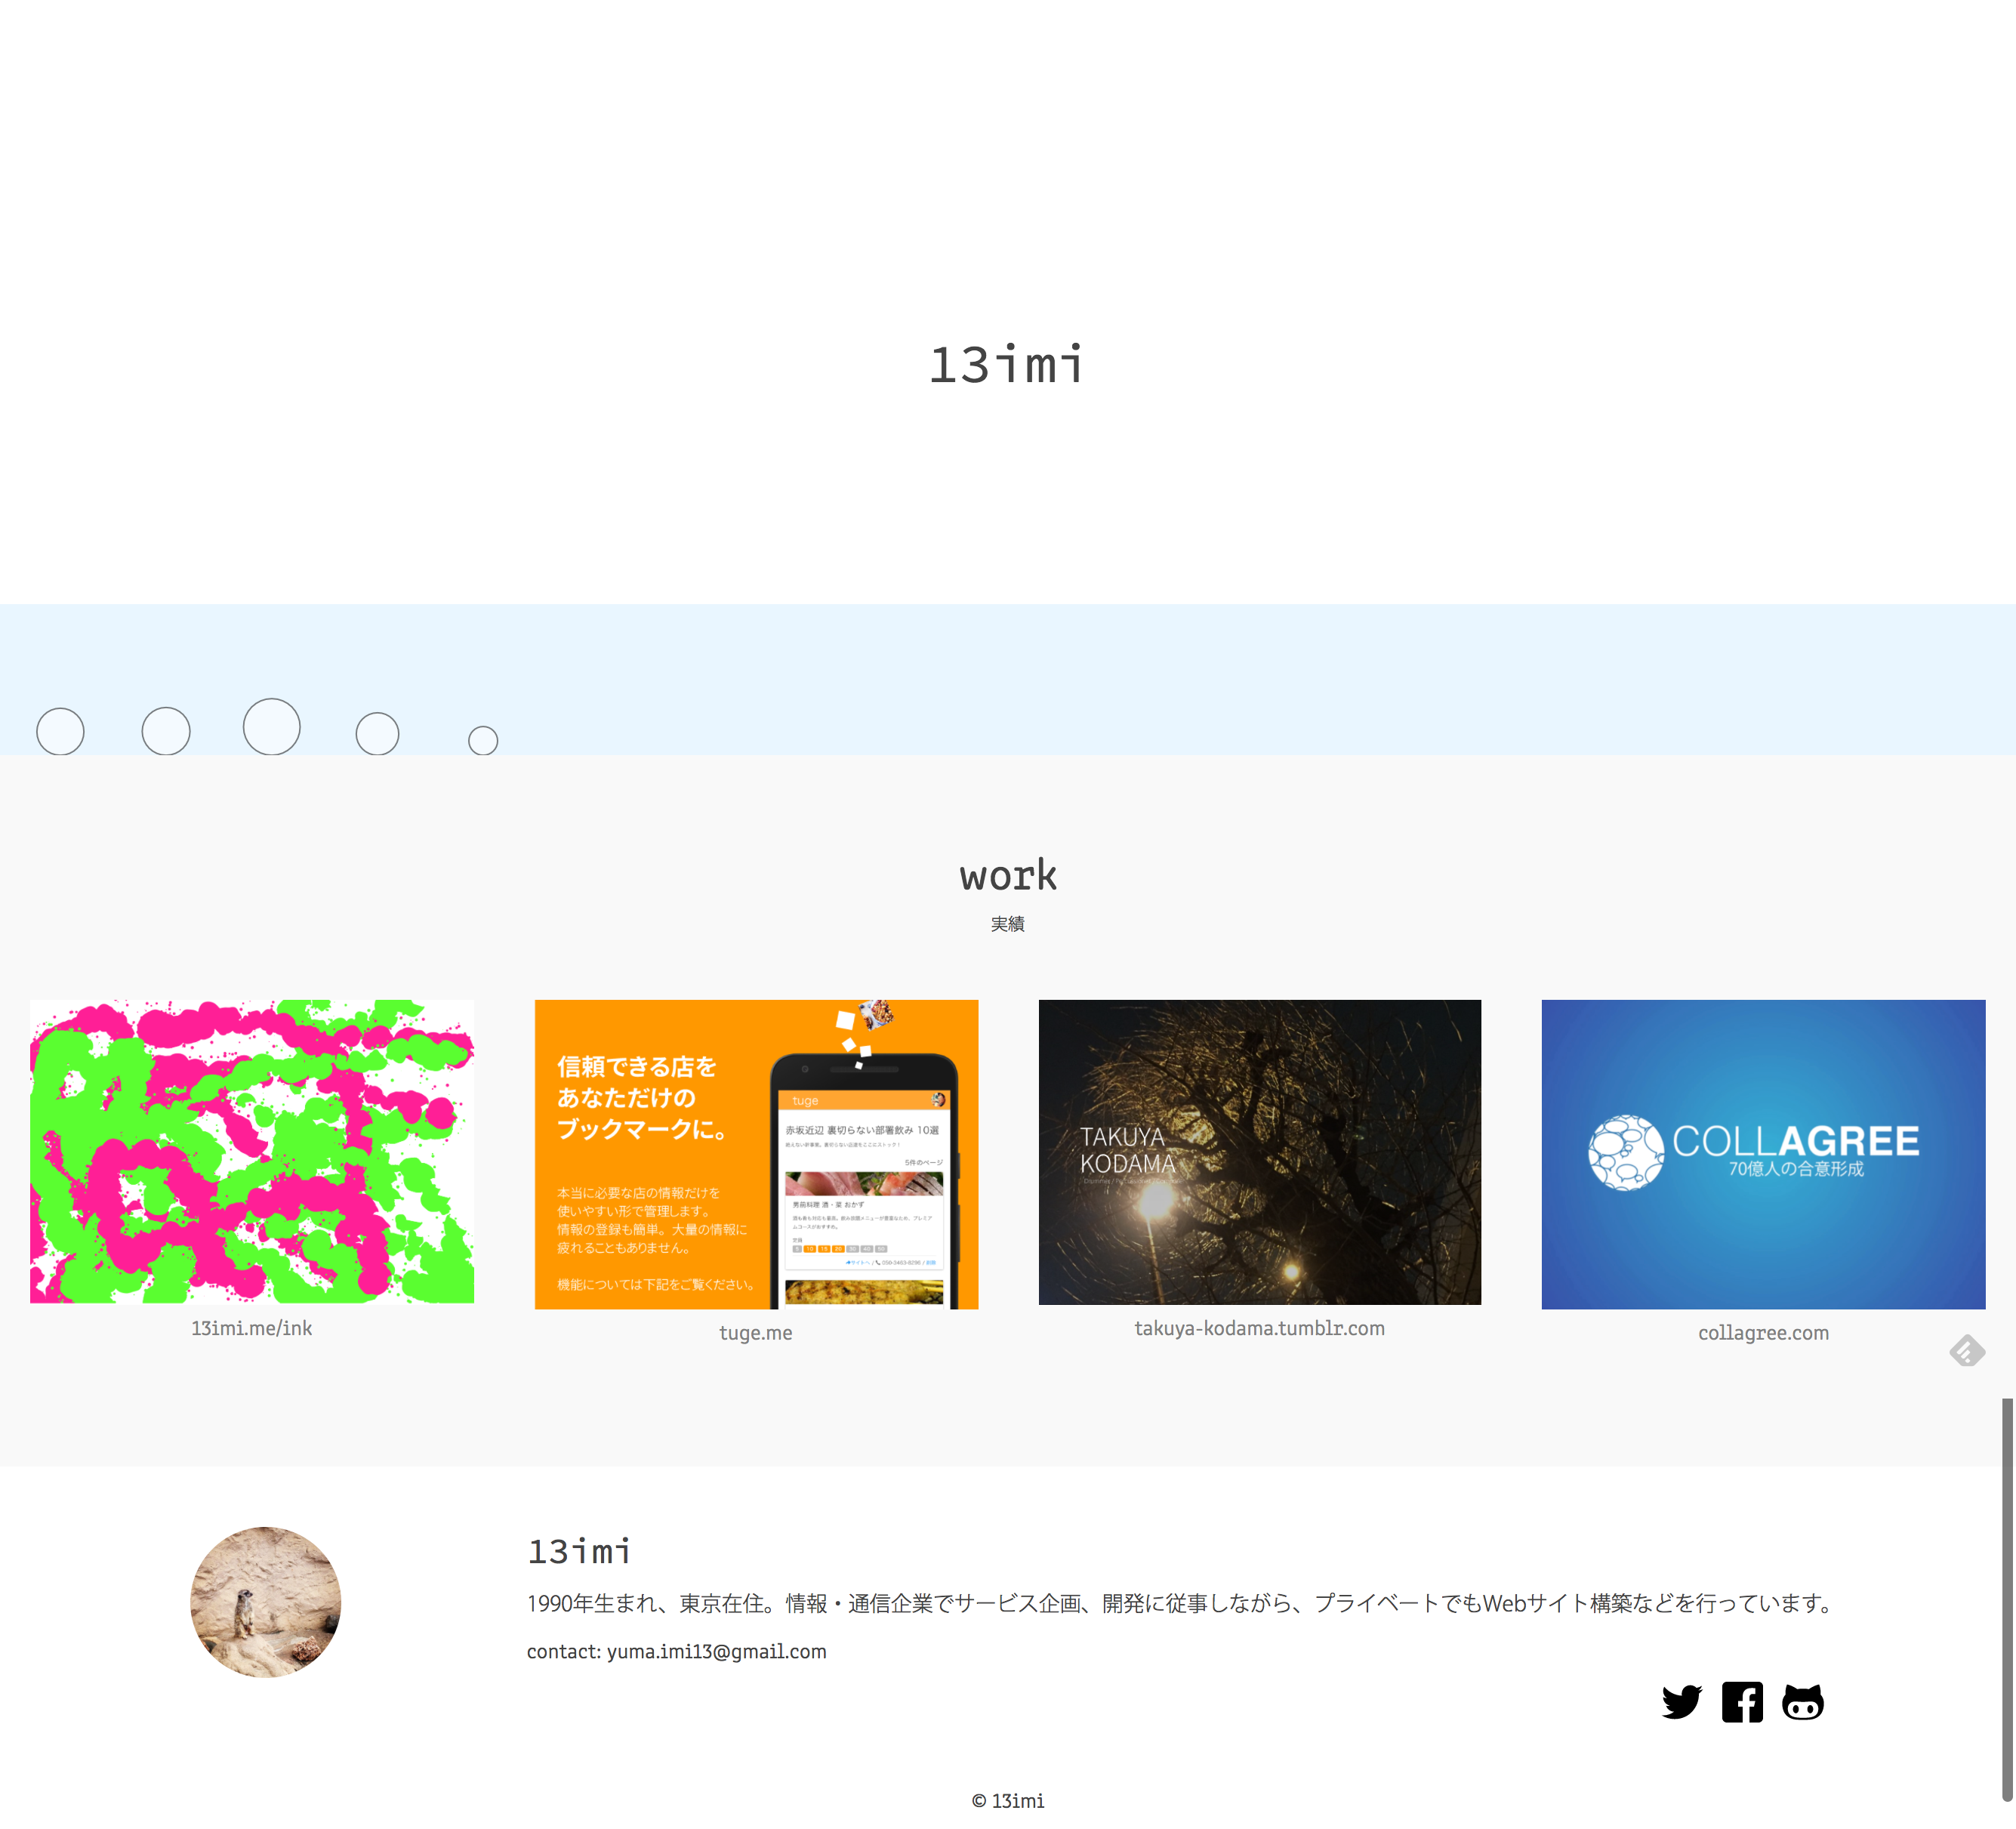 13imi
work
実績
信頼できる店を
あなただけの
ブックマークに。
本当に必要な店の情報だけを
使いやすい形で管理します。
情報の登録も簡単。大量の情報に
疲れることもありません。
機能については下記をご覧ください。
tuge
赤坂近辺 裏切らない部署飲み 10選
5件のページ
男前料理 酒・菜 おかず
TAKUYA
KODAMA
COLLAGREE
70億人の合意形成
13imi.me/ink
tuge.me
takuya-kodama.tumblr.com
collagree.com
13imi
1990年生まれ、東京在住。情報・通信企業でサービス企画、開発に従事しながら、プライベートでもWebサイト構築などを行っています。
contact: yuma.imi13@gmail.com
© 13imi